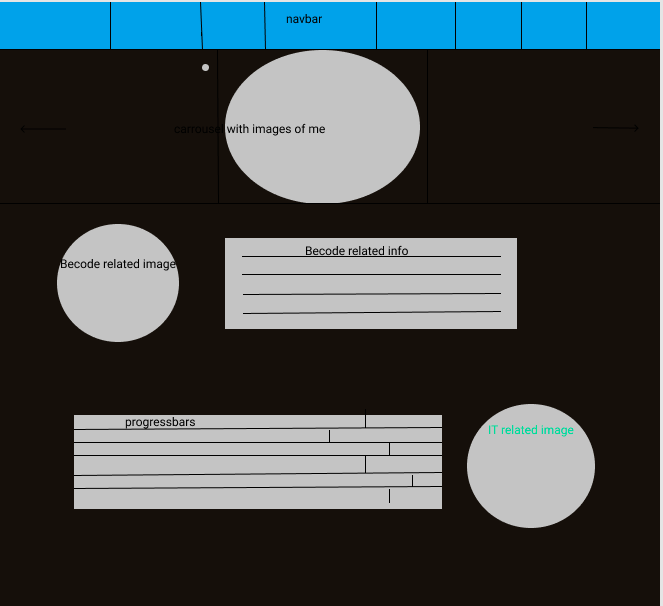 navbar
carrousel with images of me
Becode related info
Becode related image
progressbars
IT related image